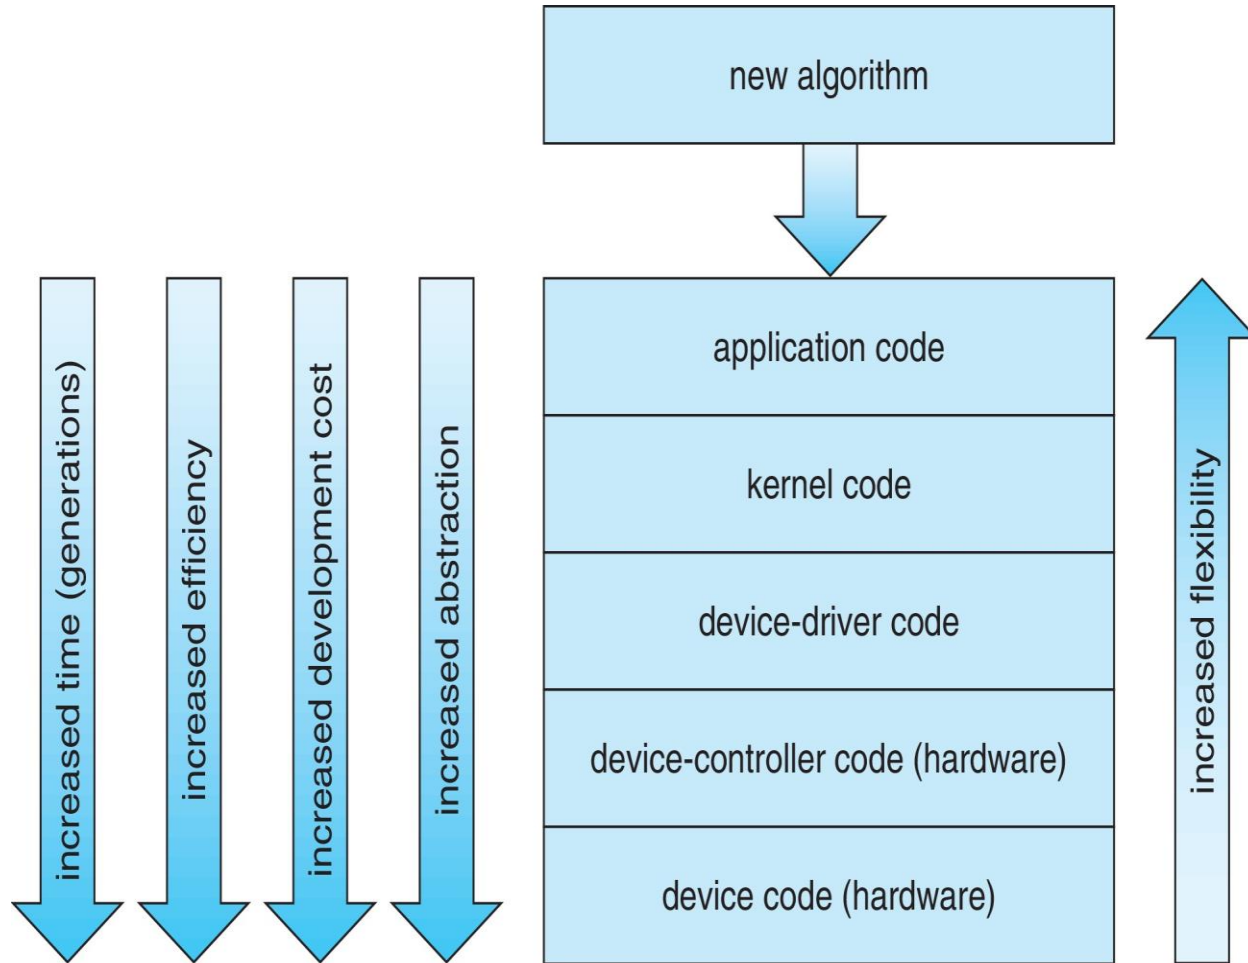 new algorithm
increased time (generations)
increased efficiency
increased development cost
increased abstraction
application code
kernel code
device-driver code
device-controller code (hardware)
device code (hardware)
increased flexibility